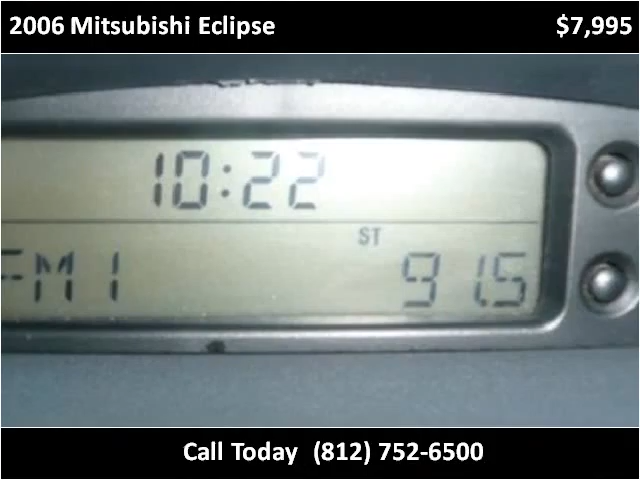 2006 Mitsubishi Eclipse $7,995
10:22
ST
FM1 91.5
Call Today (812) 752-6500